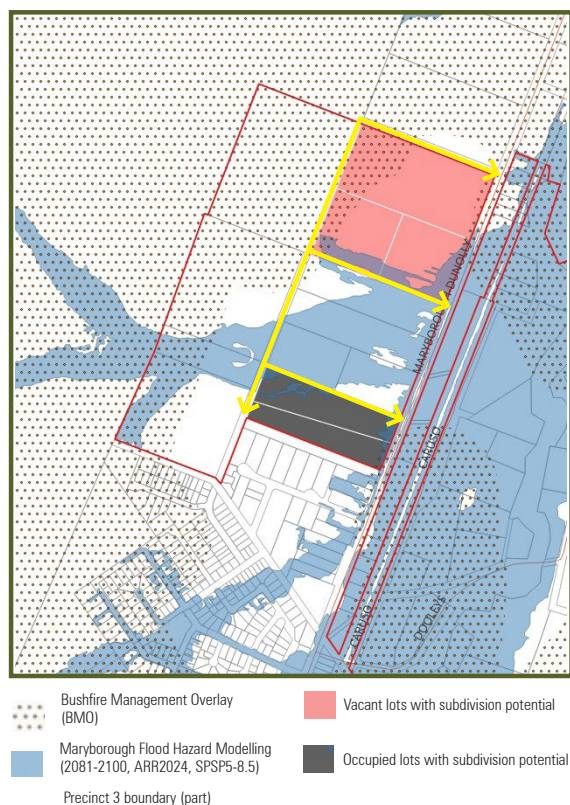 MARYBOROUGH-DUNOLLY
CARUSO
CARUSO
DOOLEYS
Bushfire Management Overlay
(BMO)
Vacant lots with subdivision potential
Maryborough Flood Hazard Modelling
(2081-2100, ARR2024, SPSP5-8.5)
Occupied lots with subdivision potential
Precinct 3 boundary (part)